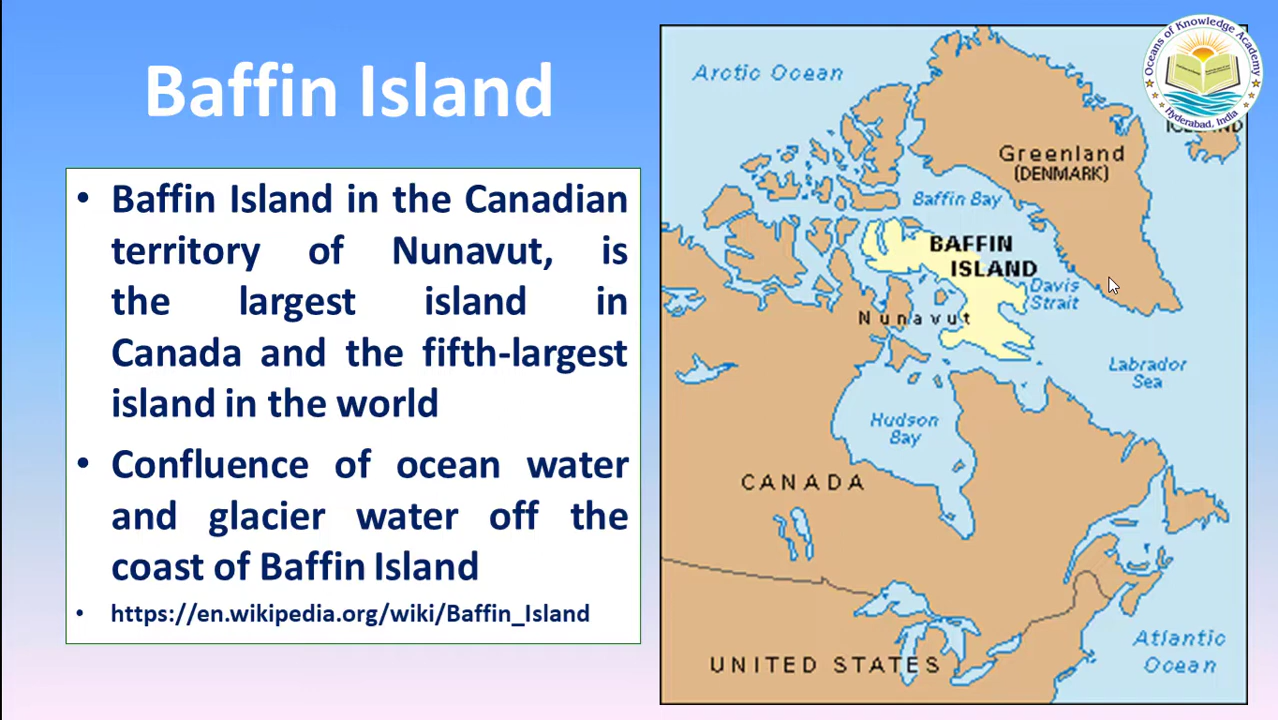 Baffin Island
• Baffin Island in the Canadian
territory of Nunavut, is
the largest island in
Canada and the fifth-largest
island in the world
• Confluence of ocean water
and glacier water off the
coast of Baffin Island
• https://en.wikipedia.org/wiki/Baffin_Island
Oceans of Knowledge Academy
Hyderabad, India
Arctic Ocean
Greenland
(DENMARK)
Baffin Bay
BAFFIN
ISLAND
Davis
Strait
Nunavut
Labrador
Sea
Hudson
Bay
CANADA
Atlantic
Ocean
UNITED STATES